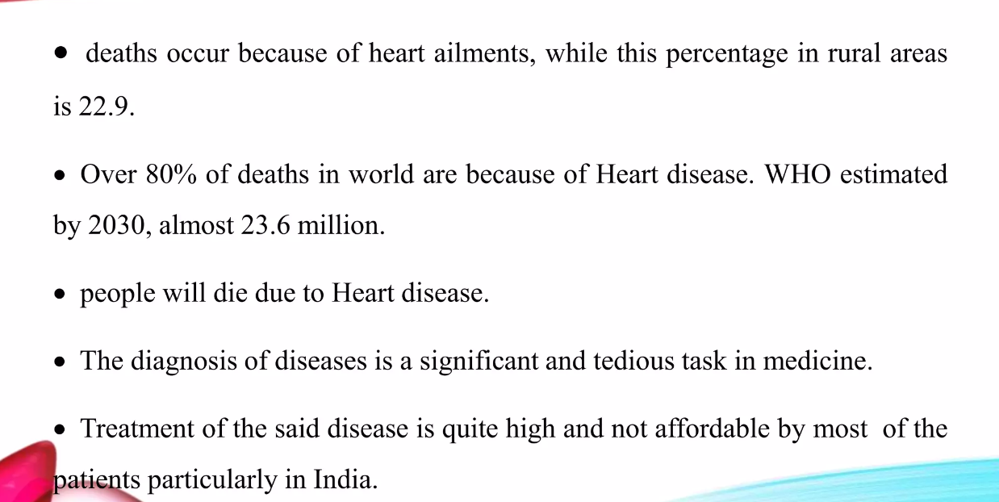 • deaths occur because of heart ailments, while this percentage in rural areas
is 22.9.
• Over 80% of deaths in world are because of Heart disease. WHO estimated
by 2030, almost 23.6 million.
• people will die due to Heart disease.
• The diagnosis of diseases is a significant and tedious task in medicine.
• Treatment of the said disease is quite high and not affordable by most  of the
patients particularly in India.